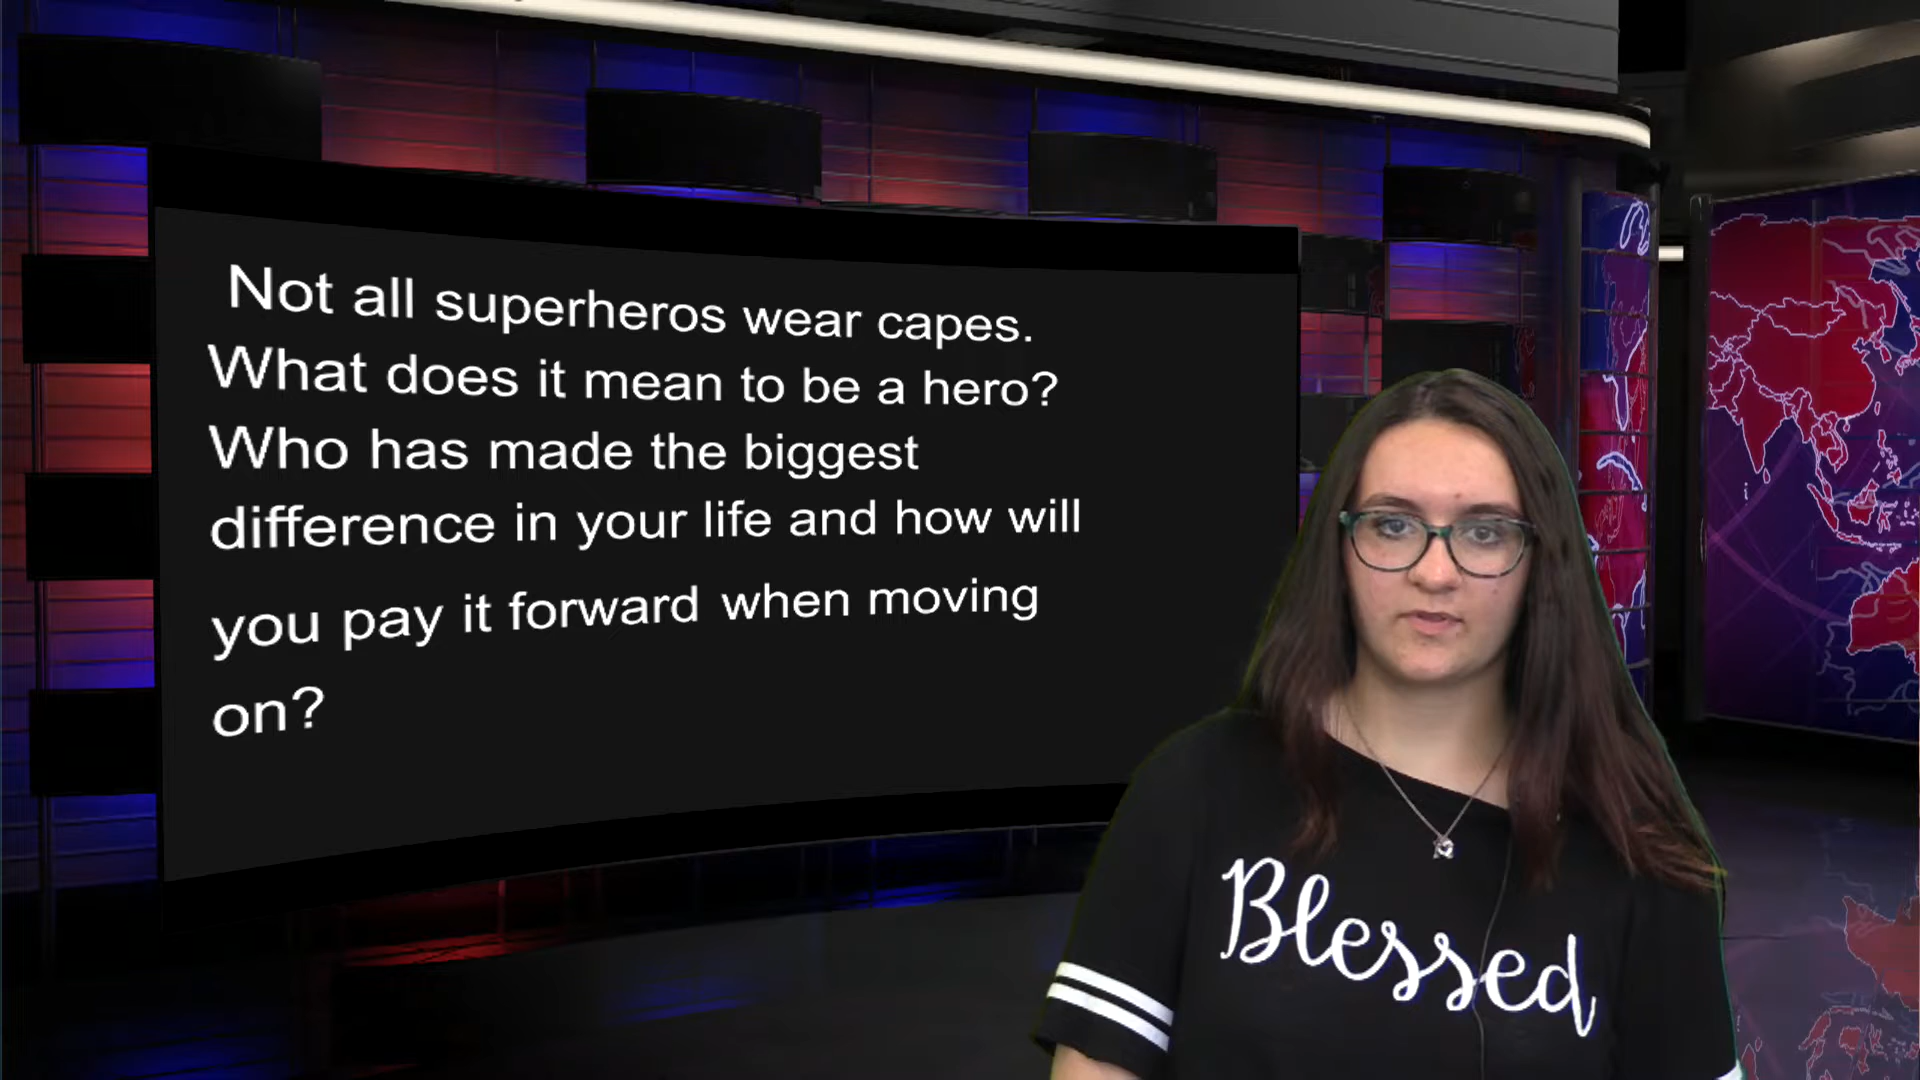 Not all superheros wear capes.
What does it mean to be a hero?
Who has made the biggest
difference in your life and how will
you pay it forward when moving
on?
Blessed